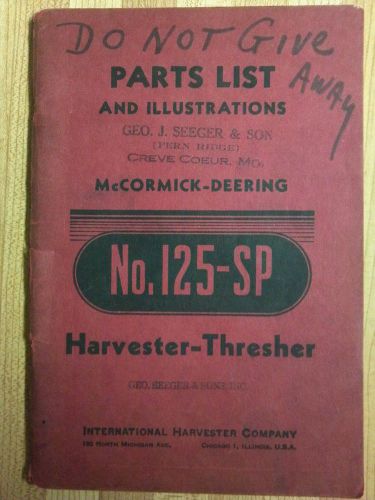 DO NOT GIVE AWAY
PARTS LIST
AND ILLUSTRATIONS
GEO. J. SEEGER & SON
(FERN RIDGE)
CREVE COEUR, MO.
MCCORMICK-DEERING
No. 125-SP
Harvester-Thresher
GEO. SEEGER & SONS, INC.
INTERNATIONAL HARVESTER COMPANY
180 NORTH MICHIGAN AVE. CHICAGO 1, ILLINOIS, U.S.A.